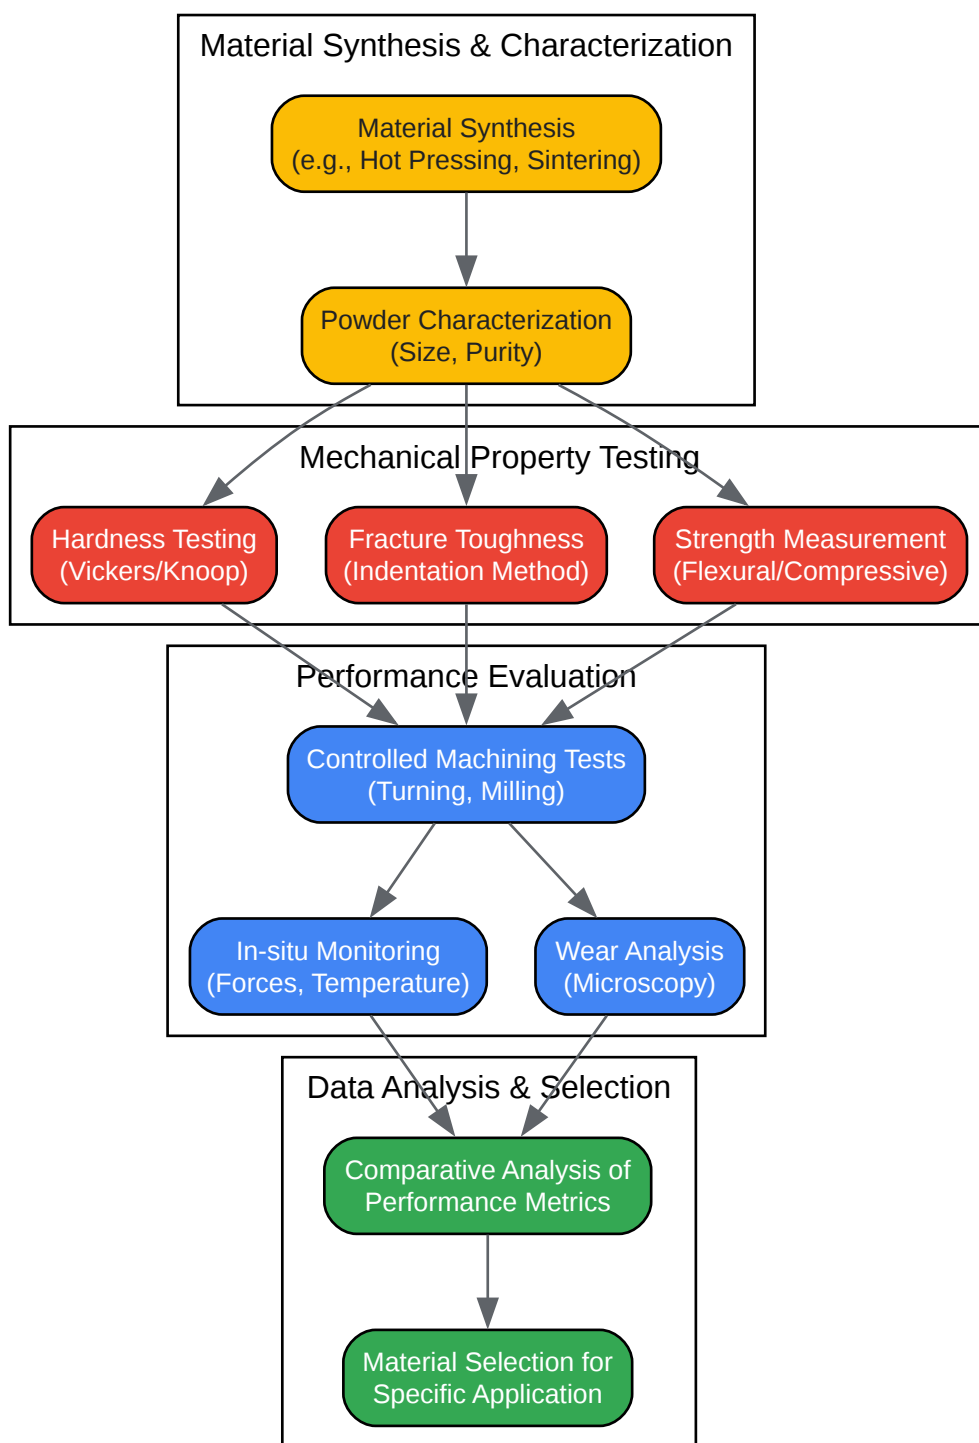 Material Synthesis & Characterization
Material Synthesis
(e.g., Hot Pressing, Sintering)
Powder Characterization
(Size, Purity)
Mechanical Property Testing
Hardness Testing
(Vickers/Knoop)
Fracture Toughness
(Indentation Method)
Strength Measurement
(Flexural/Compressive)
Performance Evaluation
Controlled Machining Tests
(Turning, Milling)
In-situ Monitoring
(Forces, Temperature)
Wear Analysis
(Microscopy)
Data Analysis & Selection
Comparative Analysis of
Performance Metrics
Material Selection for
Specific Application